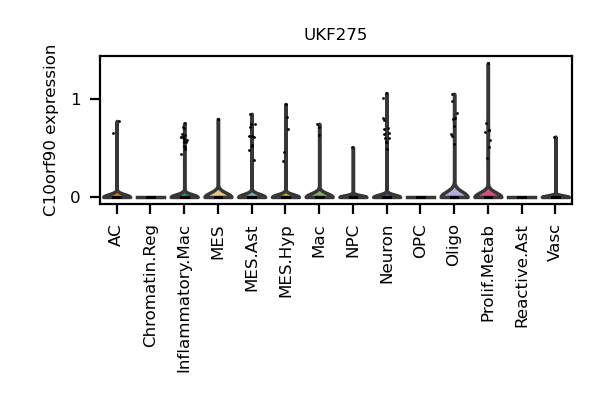 UKF275
C10orf90 expression
1
0
AC
Chromatin.Reg
Inflammatory.Mac
MES
MES.Ast
MES.Hyp
Mac
NPC
Neuron
OPC
Oligo
Prolif.Metab
Reactive.Ast
Vasc